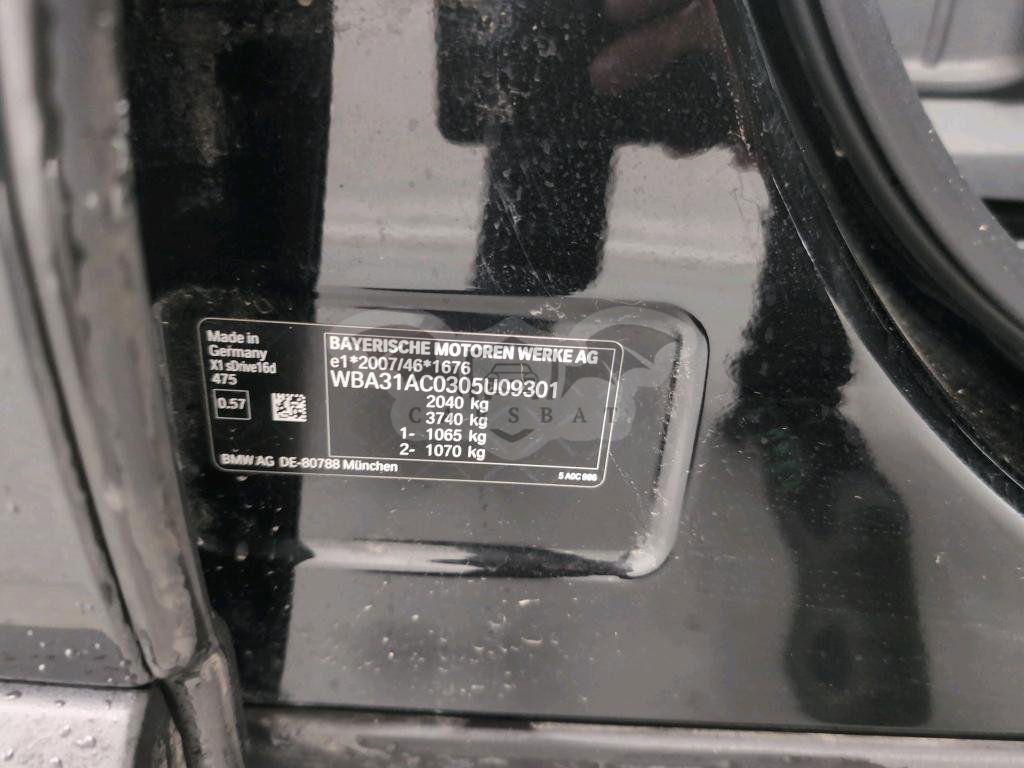 Made in
Germany
X1 sDrive16d
475
0.57
BAYERISCHE MOTOREN WERKE AG
e1*2007/46*1676
WBA31AC0305U09301
2040 kg
3740 kg
1- 1065 kg
2- 1070 kg
BMW AG DE-80788 München